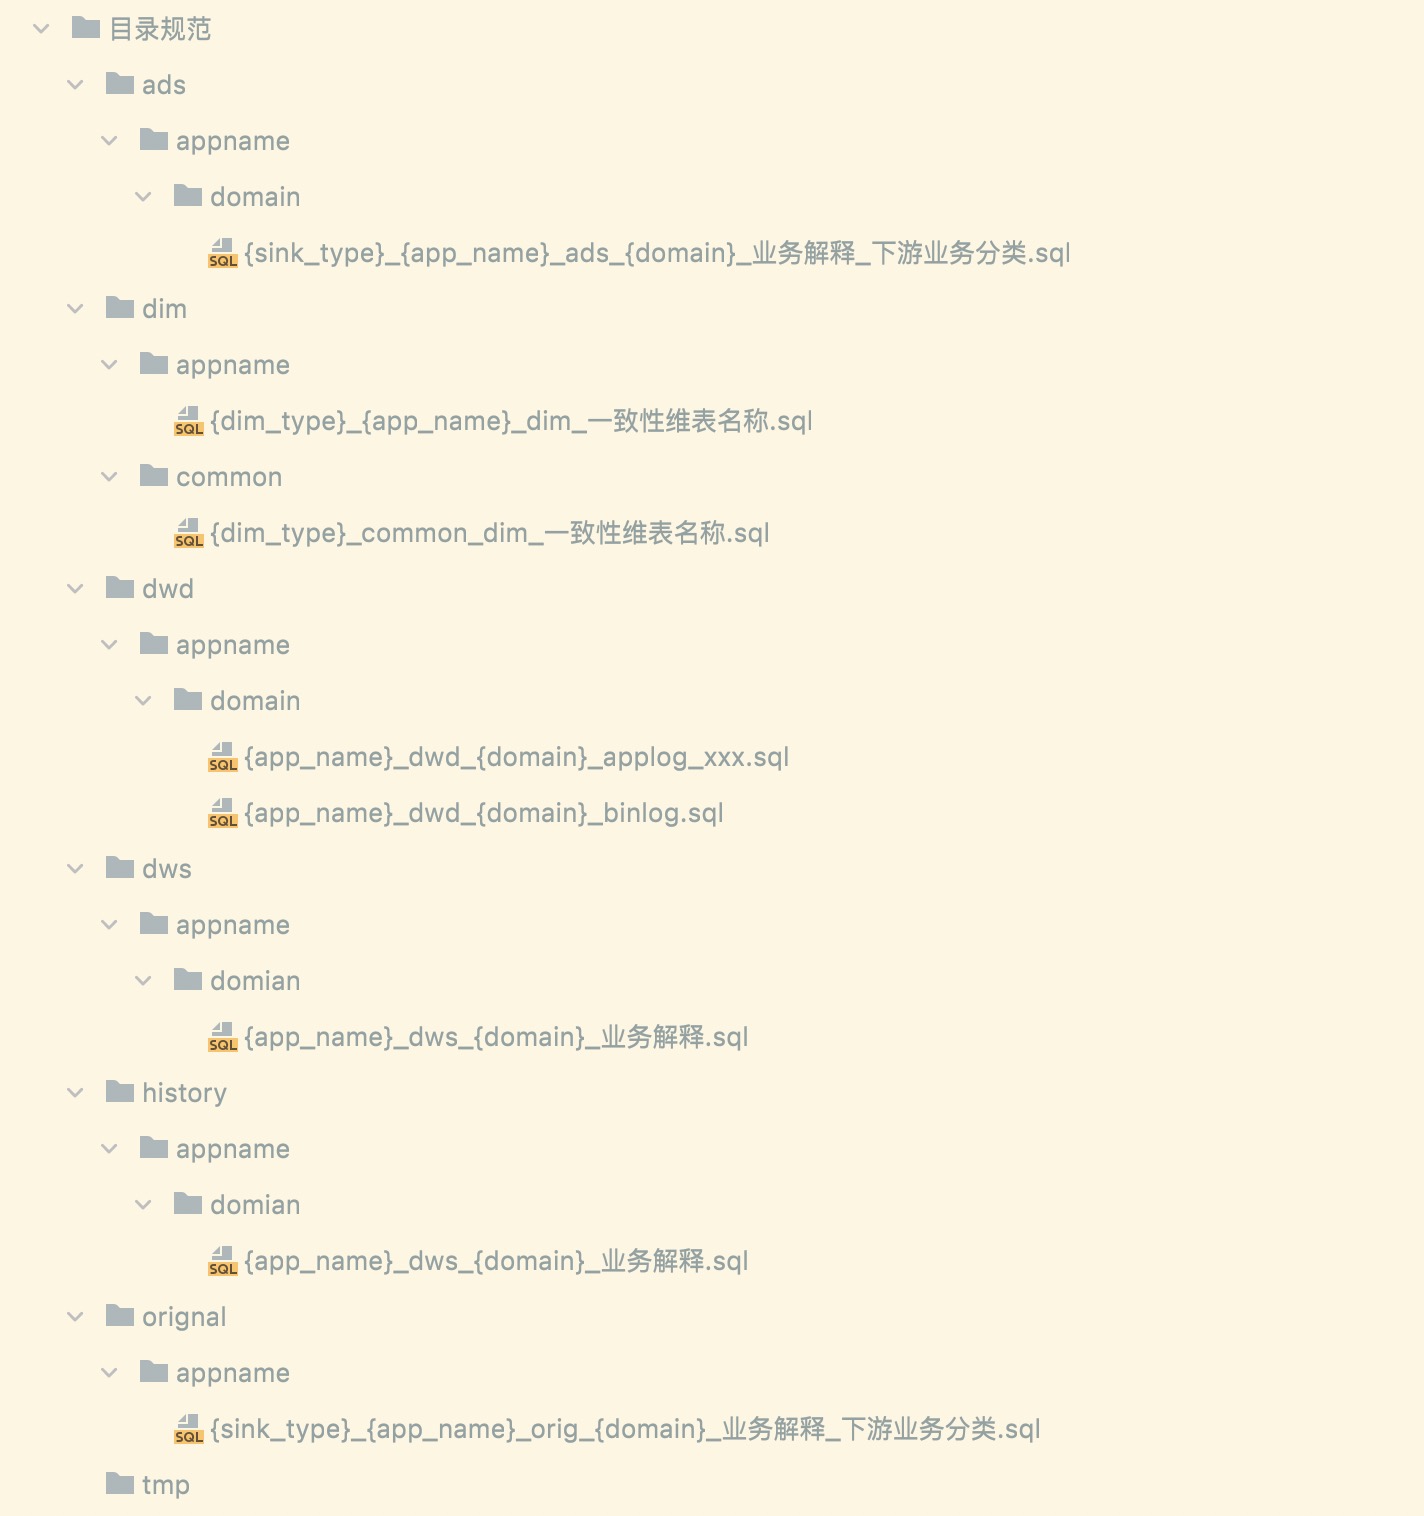 目录规范
ads
appname
domain
SQL {sink_type}_{app_name}_ads_{domain}_业务解释_下游业务分类.sql
dim
appname
SQL {dim_type}_{app_name}_dim_一致性维表名称.sql
common
SQL {dim_type}_common_dim_一致性维表名称.sql
dwd
appname
domain
SQL {app_name}_dwd_{domain}_applog_xxx.sql
SQL {app_name}_dwd_{domain}_binlog.sql
dws
appname
domian
SQL {app_name}_dws_{domain}_业务解释.sql
history
appname
domian
SQL {app_name}_dws_{domain}_业务解释.sql
orignal
appname
SQL {sink_type}_{app_name}_orig_{domain}_业务解释_下游业务分类.sql
tmp